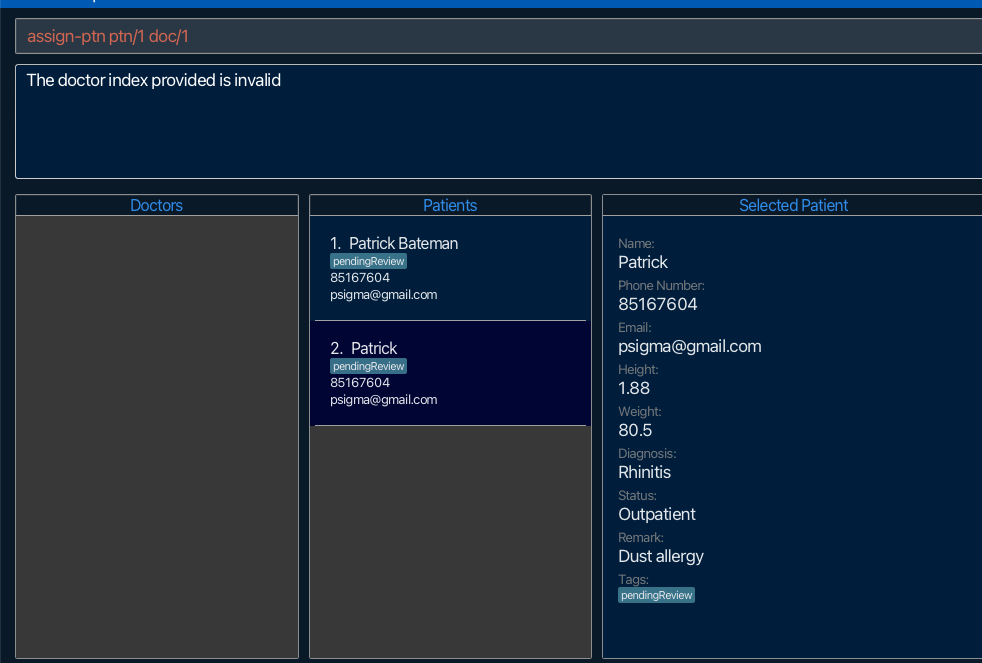 assign-ptn ptn/1 doc/1
The doctor index provided is invalid
Doctors
Patients
1. Patrick Bateman
pendingReview
85167604
psigma@gmail.com
2. Patrick
pendingReview
85167604
psigma@gmail.com
Selected Patient
Name:
Patrick
Phone Number:
85167604
Email:
psigma@gmail.com
Height:
1.88
Weight:
80.5
Diagnosis:
Rhinitis
Status:
Outpatient
Remark:
Dust allergy
Tags:
pendingReview